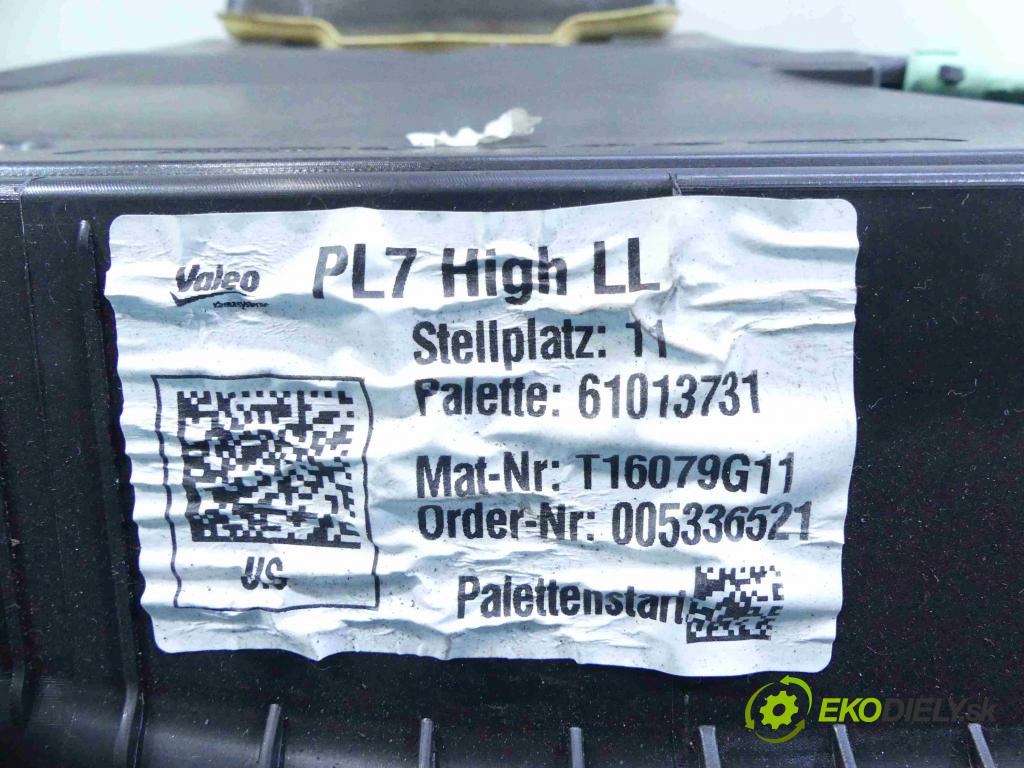 Valeo
PL7 High LL
Stellplatz: 11
Palette: 61013731
Mat-Nr: T16079G11
Order-Nr: 005336521
US
Palettenstart
EKODIELY.sk